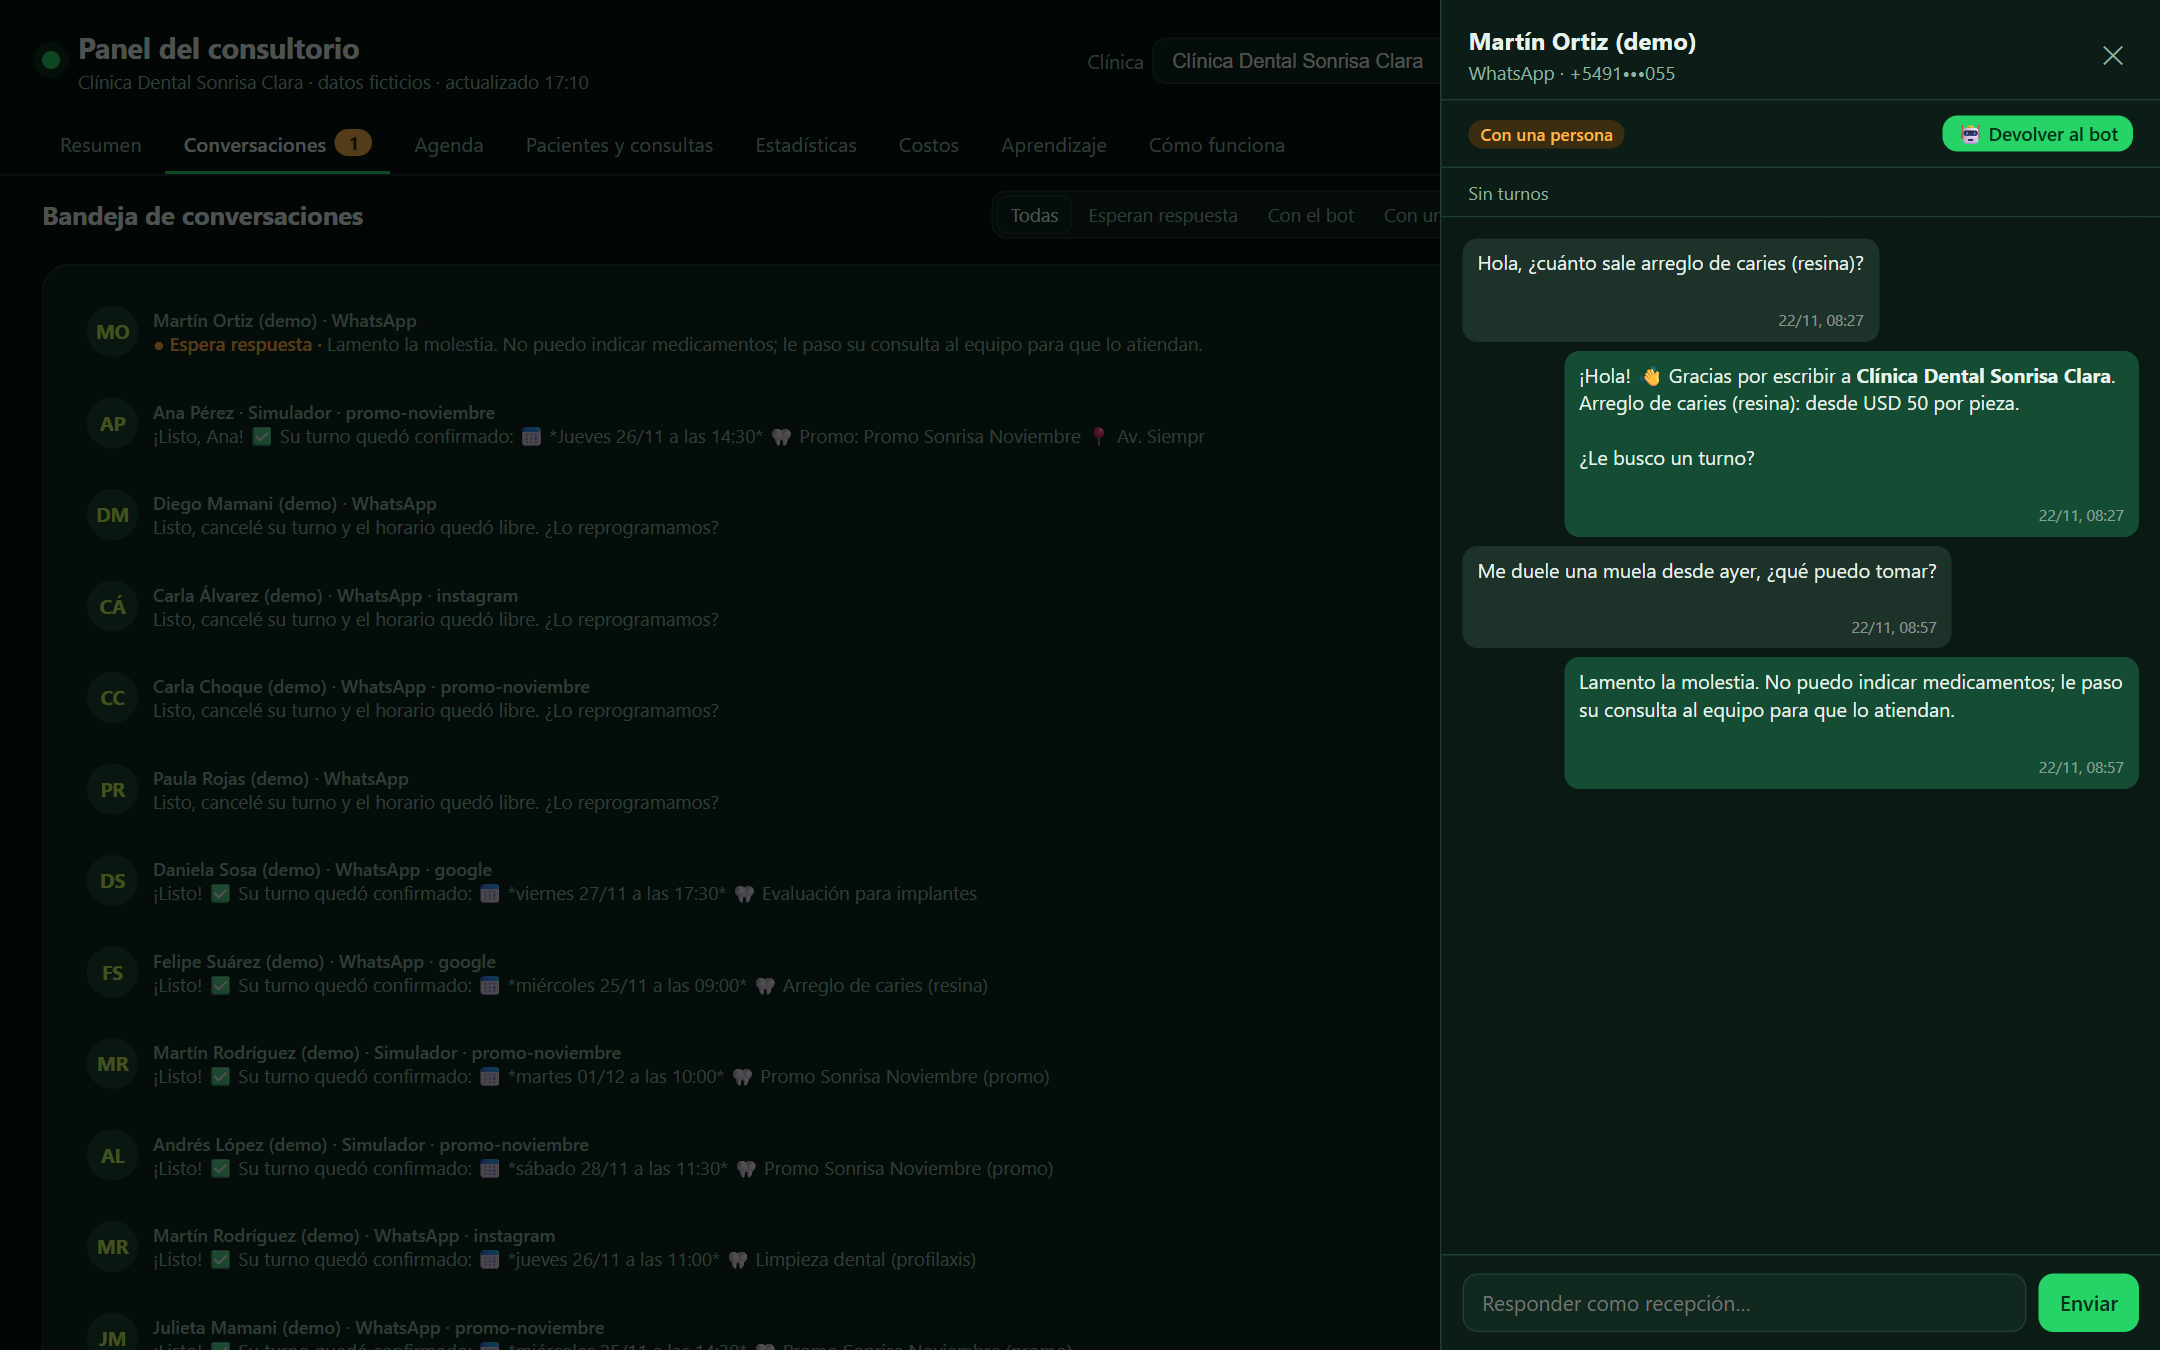 Panel del consultorio
Clínica Dental Sonrisa Clara · datos ficticios · actualizado 17:10
Clínica
Clínica Dental Sonrisa Clara
Resumen
Conversaciones 1
Agenda
Pacientes y consultas
Estadísticas
Costos
Aprendizaje
Cómo funciona
Bandeja de conversaciones
Todas
Esperan respuesta
Con el bot
Con un
MO
Martín Ortiz (demo) · WhatsApp
● Espera respuesta · Lamento la molestia. No puedo indicar medicamentos; le paso su consulta al equipo para que lo atiendan.
AP
Ana Pérez · Simulador · promo-noviembre
¡Listo, Ana! ✅ Su turno quedó confirmado: 📅 *Jueves 26/11 a las 14:30* 🦷 Promo: Promo Sonrisa Noviembre 📍 Av. Siempr
DM
Diego Mamani (demo) · WhatsApp
Listo, cancelé su turno y el horario quedó libre. ¿Lo reprogramamos?
CÁ
Carla Álvarez (demo) · WhatsApp · instagram
Listo, cancelé su turno y el horario quedó libre. ¿Lo reprogramamos?
CC
Carla Choque (demo) · WhatsApp · promo-noviembre
Listo, cancelé su turno y el horario quedó libre. ¿Lo reprogramamos?
PR
Paula Rojas (demo) · WhatsApp
Listo, cancelé su turno y el horario quedó libre. ¿Lo reprogramamos?
DS
Daniela Sosa (demo) · WhatsApp · google
¡Listo! ✅ Su turno quedó confirmado: 📅 *viernes 27/11 a las 17:30* 🦷 Evaluación para implantes
FS
Felipe Suárez (demo) · WhatsApp · google
¡Listo! ✅ Su turno quedó confirmado: 📅 *miércoles 25/11 a las 09:00* 🦷 Arreglo de caries (resina)
MR
Martín Rodríguez (demo) · Simulador · promo-noviembre
¡Listo! ✅ Su turno quedó confirmado: 📅 *martes 01/12 a las 10:00* 🦷 Promo Sonrisa Noviembre (promo)
AL
Andrés López (demo) · Simulador · promo-noviembre
¡Listo! ✅ Su turno quedó confirmado: 📅 *sábado 28/11 a las 11:30* 🦷 Promo Sonrisa Noviembre (promo)
MR
Martín Rodríguez (demo) · WhatsApp · instagram
¡Listo! ✅ Su turno quedó confirmado: 📅 *jueves 26/11 a las 11:00* 🦷 Limpieza dental (profilaxis)
JM
Julieta Mamani (demo) · WhatsApp · promo-noviembre
¡Listo! ✅ Su turno quedó confirmado: 📅 *miércoles 25/11 a las 14:30* 🦷 Promo Sonrisa Noviembre (promo)
Martín Ortiz (demo)
WhatsApp · +5491•••055
Con una persona
🤖 Devolver al bot
Sin turnos
Hola, ¿cuánto sale arreglo de caries (resina)?
22/11, 08:27
¡Hola! 👋 Gracias por escribir a Clínica Dental Sonrisa Clara.
Arreglo de caries (resina): desde USD 50 por pieza.
¿Le busco un turno?
22/11, 08:27
Me duele una muela desde ayer, ¿qué puedo tomar?
22/11, 08:57
Lamento la molestia. No puedo indicar medicamentos; le paso
su consulta al equipo para que lo atiendan.
22/11, 08:57
Responder como recepción...
Enviar